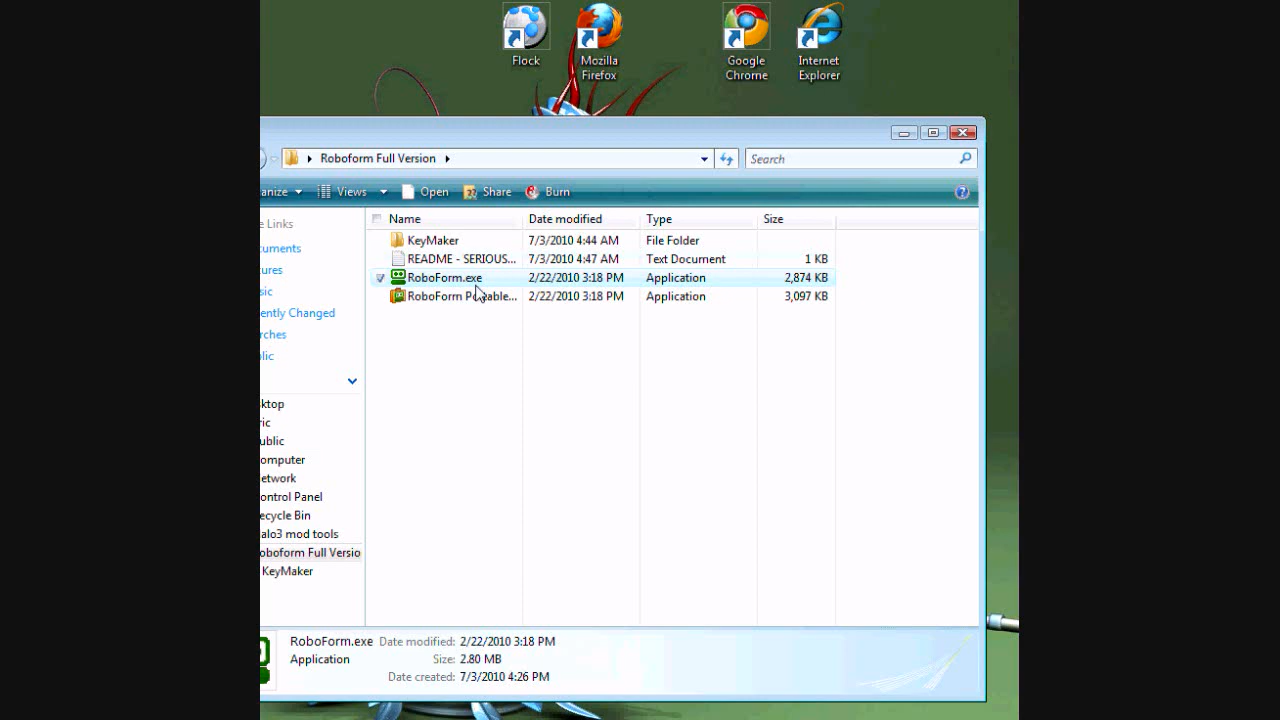 Flock
Mozilla
Firefox
Google
Chrome
Internet
Explorer
Roboform Full Version
Search
anize
Views
Open
Share
Burn
e Links
Name
Date modified
Type
Size
cuments
KeyMaker
7/3/2010 4:44 AM
File Folder
README - SERIOUS...
7/3/2010 4:47 AM
Text Document
1 KB
ures
RoboForm.exe
2/22/2010 3:18 PM
Application
2,874 KB
sic
RoboForm Po able...
2/22/2010 3:18 PM
Application
3,097 KB
ently Changed
rches
blic
ktop
ric
ublic
omputer
etwork
ontrol Panel
ecycle Bin
alo3 mod tools
oboform Full Versio
KeyMaker
RoboForm.exe
Date modified: 2/22/2010 3:18 PM
Application
Size: 2.80 MB
Date created: 7/3/2010 4:26 PM